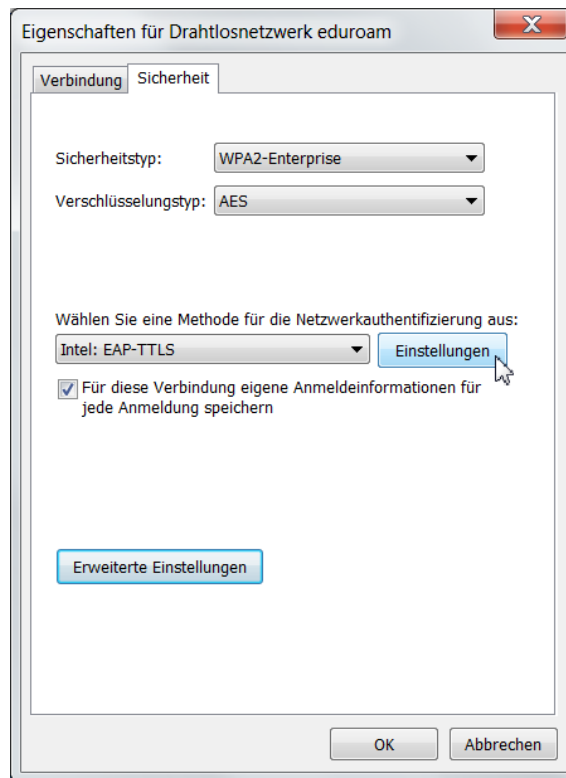 Eigenschaften für Drahtlosnetzwerk eduroam
Verbindung Sicherheit
Sicherheitstyp: WPA2-Enterprise
Verschlüsselungstyp: AES
Wählen Sie eine Methode für die Netzwerkauthentifizierung aus:
Intel: EAP-TTLS Einstellungen
Für diese Verbindung eigene Anmeldeinformationen für
jede Anmeldung speichern
Erweiterte Einstellungen
OK Abbrechen